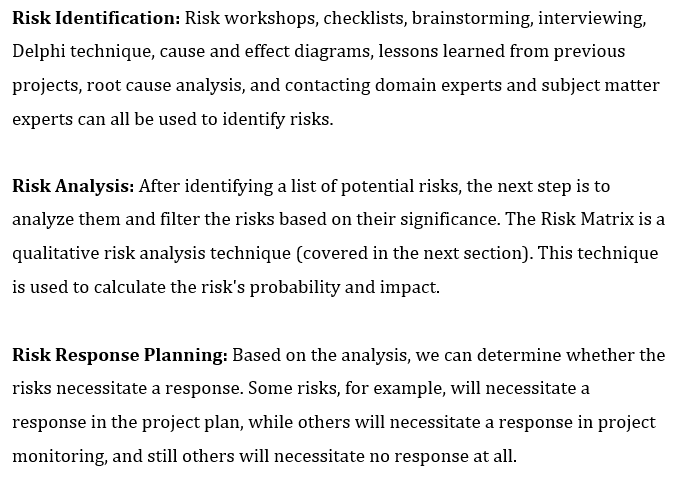 Risk Identification: Risk workshops, checklists, brainstorming, interviewing,
Delphi technique, cause and effect diagrams, lessons learned from previous
projects, root cause analysis, and contacting domain experts and subject matter
experts can all be used to identify risks.
Risk Analysis: After identifying a list of potential risks, the next step is to
analyze them and filter the risks based on their significance. The Risk Matrix is a
qualitative risk analysis technique (covered in the next section). This technique
is used to calculate the risk's probability and impact.
Risk Response Planning: Based on the analysis, we can determine whether the
risks necessitate a response. Some risks, for example, will necessitate a
response in the project plan, while others will necessitate a response in project
monitoring, and still others will necessitate no response at all.